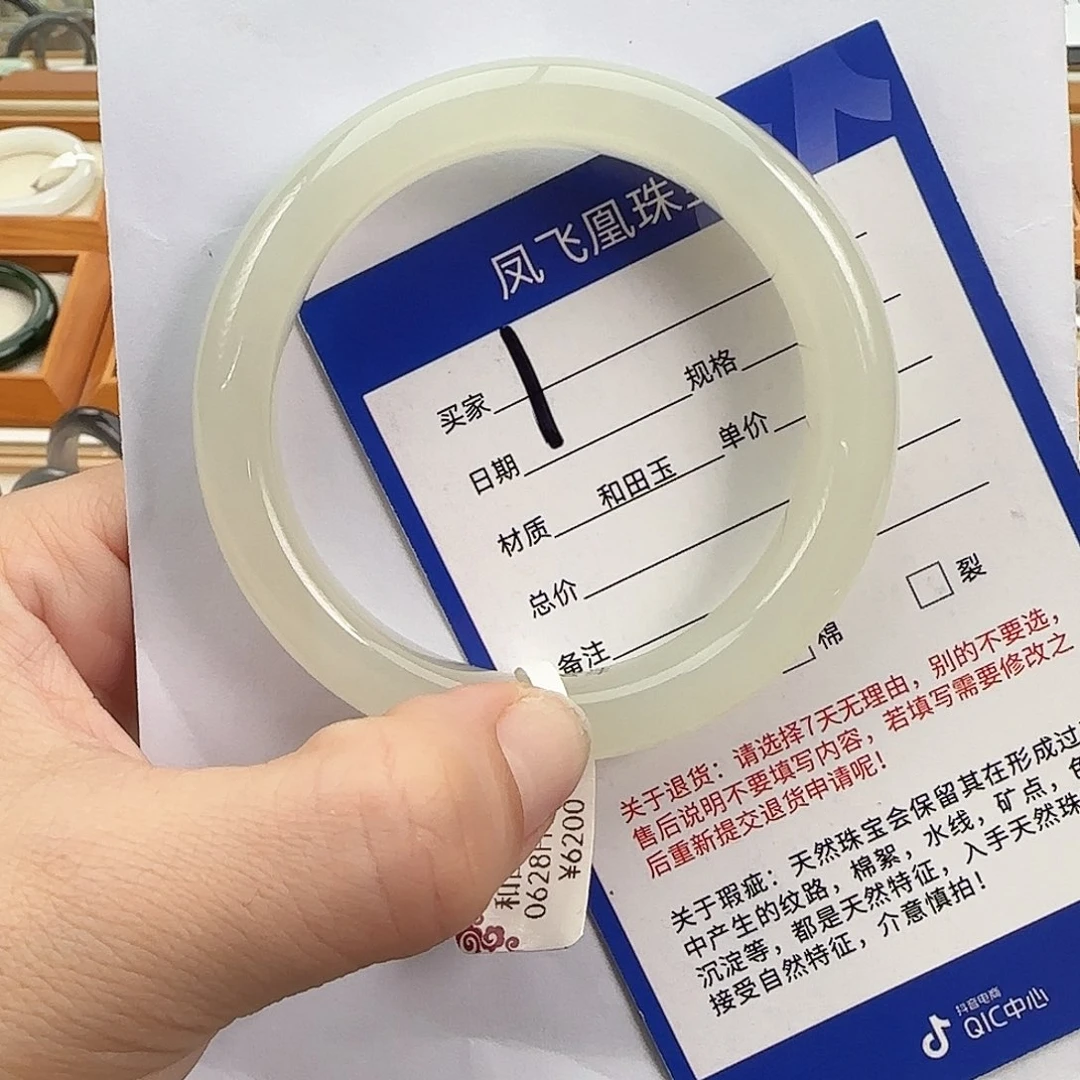 凤飞凰珠
买家
规格
日期
单价
材质 和田玉
总价
裂
备注
棉
关于退货：请选择7天无理由，别的不要选，
售后说明不要填写内容，若填写需要修改之
后重新提交退货申请呢！
关于瑕疵：天然珠宝会保留其在形成过
中产生的纹路，棉絮，水线，矿点，
沉淀等，都是天然特征，入手天然珠
接受自然特征，介意慎拍！
抖音电商
QIC中心
0628H
¥6200